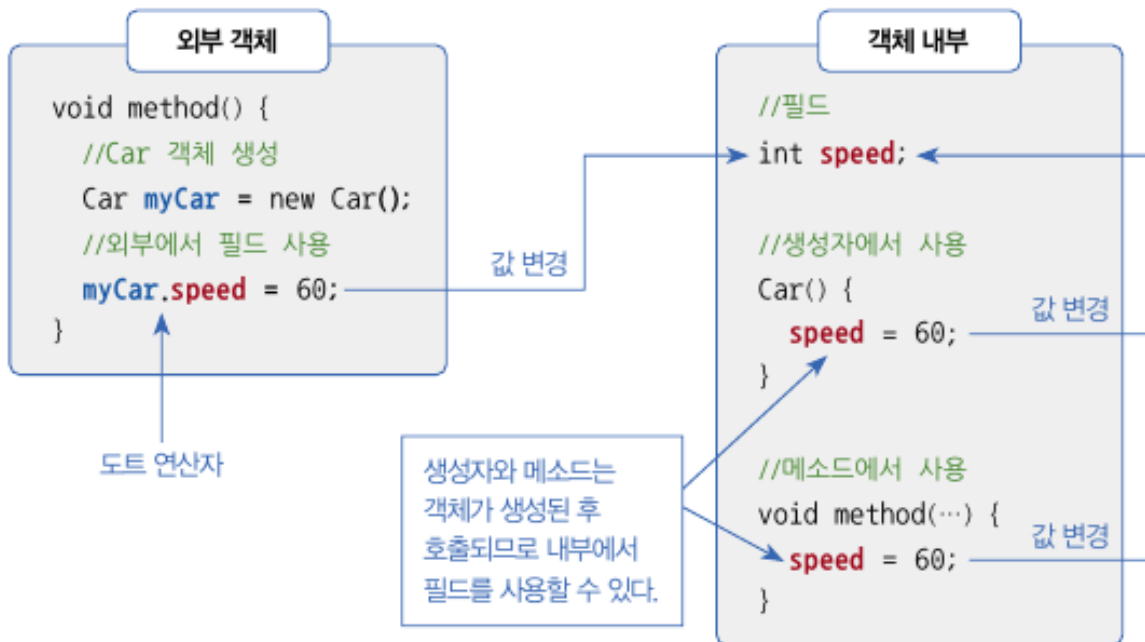 외부 객체
void method() {
//Car 객체 생성
Car myCar = new Car();
//외부에서 필드 사용
myCar.speed = 60;
}
도트 연산자
값 변경
객체 내부
//필드
int speed;
//생성자에서 사용
Car() {
speed = 60;
}
값 변경
//메소드에서 사용
void method(…) {
speed = 60;
}
값 변경
생성자와 메소드는
객체가 생성된 후
호출되므로 내부에서
필드를 사용할 수 있다.